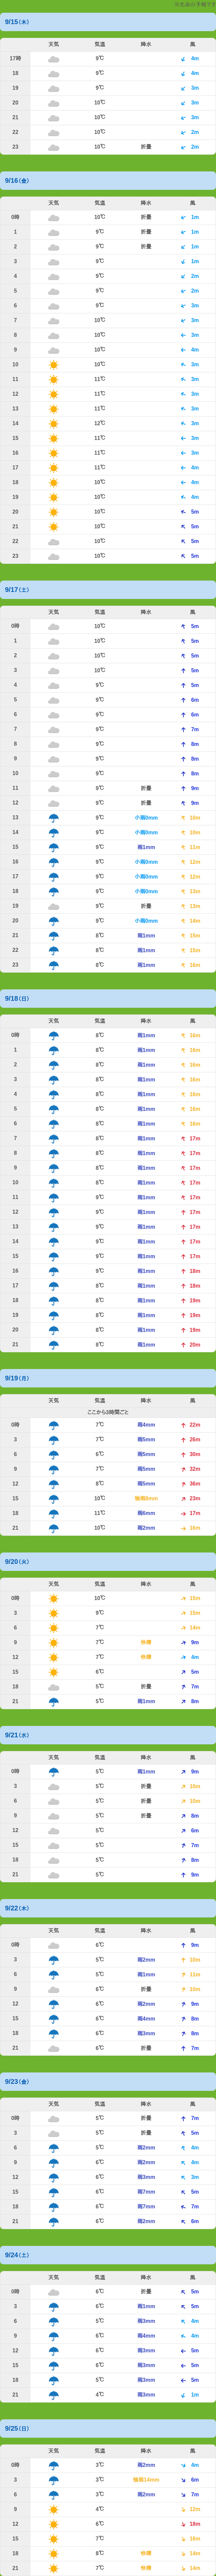 9/15(木)
天気 気温 降水 風
17時 9℃ 4m
18 9℃ 4m
19 9℃ 3m
20 10℃ 3m
21 10℃ 3m
22 10℃ 2m
23 10℃ 折畳 2m
9/16(金)
天気 気温 降水 風
0時 10℃ 折畳 1m
1 9℃ 折畳 1m
2 9℃ 折畳 1m
3 9℃ 1m
4 9℃ 2m
5 9℃ 2m
6 9℃ 3m
7 10℃ 3m
8 10℃ 3m
9 10℃ 4m
10 10℃ 3m
11 11℃ 3m
12 11℃ 3m
13 11℃ 3m
14 12℃ 3m
15 11℃ 3m
16 11℃ 3m
17 11℃ 4m
18 10℃ 4m
19 10℃ 4m
20 10℃ 5m
21 10℃ 5m
22 10℃ 5m
23 10℃ 5m
9/17(土)
天気 気温 降水 風
0時 10℃ 5m
1 10℃ 5m
2 10℃ 5m
3 10℃ 5m
4 9℃ 5m
5 9℃ 6m
6 9℃ 6m
7 9℃ 7m
8 9℃ 8m
9 9℃ 8m
10 9℃ 8m
11 9℃ 折畳 9m
12 9℃ 折畳 9m
13 9℃ 小雨0mm 10m
14 9℃ 小雨0mm 10m
15 9℃ 雨1mm 11m
16 9℃ 小雨0mm 12m
17 9℃ 小雨0mm 12m
18 9℃ 小雨0mm 13m
19 9℃ 折畳 13m
20 9℃ 小雨0mm 14m
21 8℃ 雨1mm 15m
22 8℃ 雨1mm 15m
23 8℃ 雨1mm 16m
9/18(日)
天気 気温 降水 風
0時 8℃ 雨1mm 16m
1 8℃ 雨1mm 16m
2 8℃ 雨1mm 16m
3 8℃ 雨1mm 16m
4 8℃ 雨1mm 16m
5 8℃ 雨1mm 16m
6 8℃ 雨1mm 16m
7 8℃ 雨1mm 17m
8 8℃ 雨1mm 17m
9 8℃ 雨1mm 17m
10 8℃ 雨1mm 17m
11 9℃ 雨1mm 17m
12 9℃ 雨1mm 17m
13 9℃ 雨1mm 17m
14 9℃ 雨1mm 17m
15 9℃ 雨1mm 17m
16 9℃ 雨1mm 18m
17 8℃ 雨1mm 18m
18 8℃ 雨1mm 19m
19 8℃ 雨1mm 19m
20 8℃ 雨1mm 19m
21 8℃ 雨1mm 20m
9/19(月)
天気 気温 降水 風
ここから3時間ごと
0時 7℃ 雨4mm 22m
3 7℃ 雨5mm 26m
6 6℃ 雨5mm 30m
9 7℃ 雨5mm 32m
12 8℃ 雨5mm 36m
15 10℃ 強雨8mm 23m
18 11℃ 雨6mm 17m
21 10℃ 雨2mm 16m
9/20(火)
天気 気温 降水 風
0時 10℃ 15m
3 9℃ 15m
6 7℃ 14m
9 7℃ 快晴 9m
12 7℃ 快晴 4m
15 6℃ 5m
18 5℃ 折畳 7m
21 5℃ 雨1mm 8m
9/21(水)
天気 気温 降水 風
0時 5℃ 雨1mm 9m
3 5℃ 折畳 10m
6 5℃ 折畳 10m
9 5℃ 折畳 8m
12 5℃ 6m
15 5℃ 7m
18 5℃ 8m
21 5℃ 9m
9/22(木)
天気 気温 降水 風
0時 6℃ 9m
3 5℃ 雨2mm 10m
6 5℃ 雨1mm 11m
9 6℃ 折畳 10m
12 6℃ 雨2mm 9m
15 6℃ 雨4mm 8m
18 6℃ 雨3mm 8m
21 6℃ 折畳 7m
9/23(金)
天気 気温 降水 風
0時 5℃ 折畳 7m
3 5℃ 折畳 5m
6 5℃ 雨2mm 4m
9 6℃ 雨2mm 4m
12 6℃ 雨3mm 3m
15 6℃ 雨7mm 5m
18 6℃ 雨7mm 7m
21 6℃ 雨2mm 6m
9/24(土)
天気 気温 降水 風
0時 6℃ 折畳 5m
3 6℃ 雨1mm 5m
6 6℃ 雨3mm 4m
9 6℃ 雨4mm 4m
12 6℃ 雨3mm 5m
15 6℃ 雨3mm 5m
18 5℃ 雨3mm 5m
21 4℃ 雨3mm 1m
9/25(日)
天気 気温 降水 風
0時 3℃ 雨2mm 4m
3 3℃ 強雨14mm 6m
6 3℃ 雨2mm 7m
9 4℃ 12m
12 6℃ 18m
15 7℃ 16m
18 8℃ 快晴 14m
21 7℃ 快晴 14m